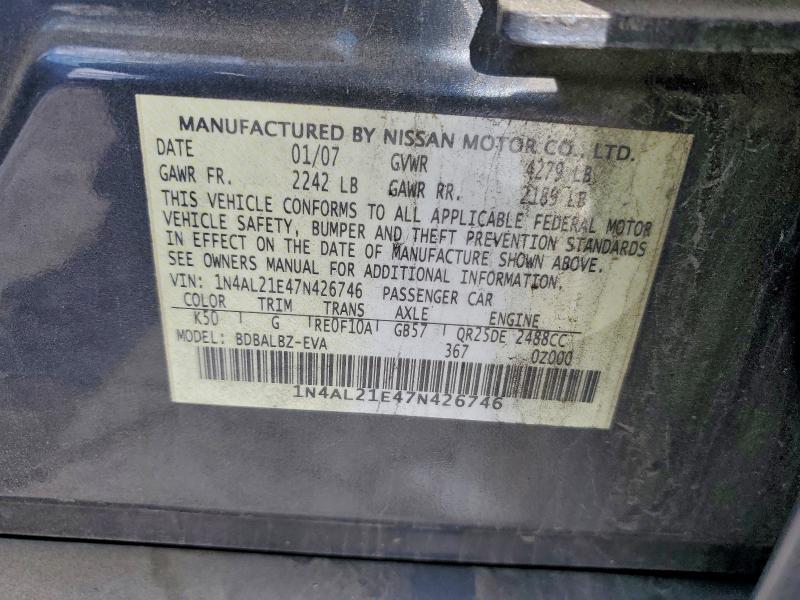 MANUFACTURED BY NISSAN MOTOR CO., LTD.
DATE 01/07 GVWR 4279 LB
GAWR FR. 2242 LB GAWR RR. 2189 LB
THIS VEHICLE CONFORMS TO ALL APPLICABLE FEDERAL MOTOR
VEHICLE SAFETY, BUMPER AND THEFT PREVENTION STANDARDS
IN EFFECT ON THE DATE OF MANUFACTURE SHOWN ABOVE.
SEE OWNERS MANUAL FOR ADDITIONAL INFORMATION.
VIN: 1N4AL21E47N426746 PASSENGER CAR
COLOR TRIM TRANS AXLE ENGINE
K50 G RE0F10A GB57 QR25DE 2488CC
MODEL: BDBALBZ-EVA 367 0Z000
1N4AL21E47N426746